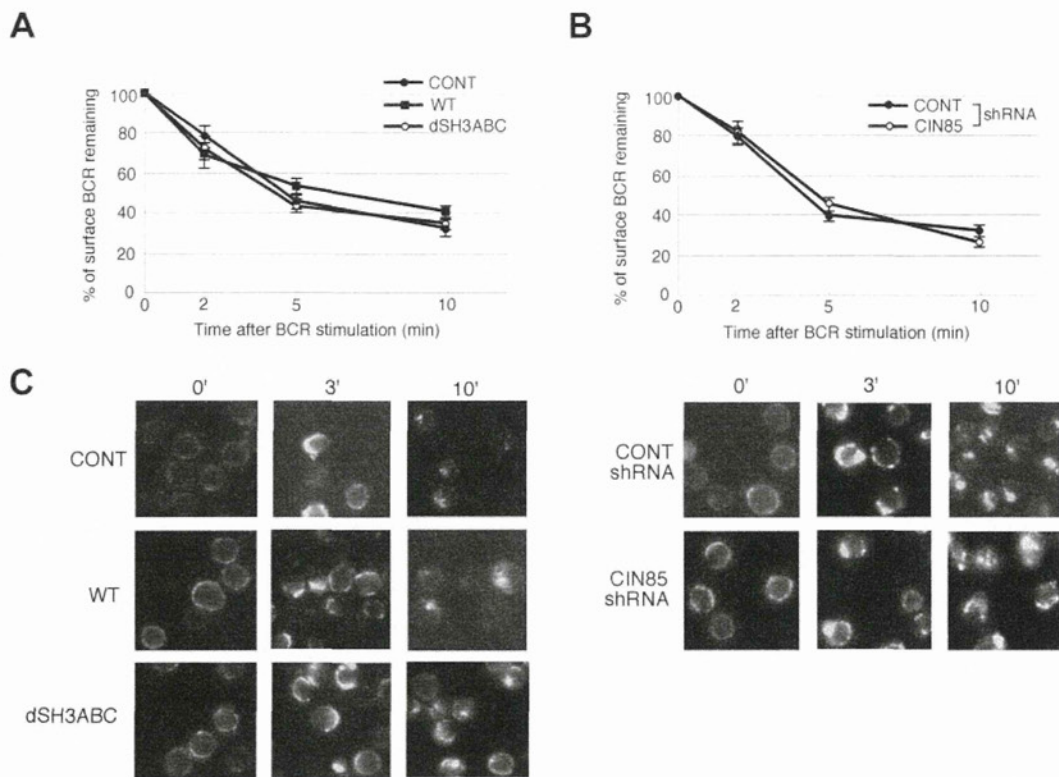 A
CONT
WT
dSH3ABC
% of surface BCR remaining
100
80
60
40
20
0
0
2
5
10
Time after BCR stimulation (min)
B
CONT
CIN85
shRNA
% of surface BCR remaining
100
80
60
40
20
0
0
2
5
10
Time after BCR stimulation (min)
C
0'
3'
10'
CONT
WT
dSH3ABC
0'
3'
10'
CONT
shRNA
CIN85
shRNA